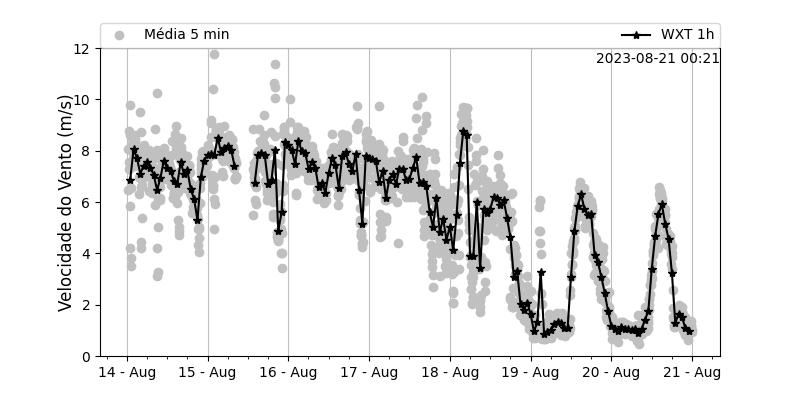 Média 5 min
WXT 1h
2023-08-21 00:21
Velocidade do Vento (m/s)
12
10
8
6
4
2
0
14 - Aug
15 - Aug
16 - Aug
17 - Aug
18 - Aug
19 - Aug
20 - Aug
21 - Aug